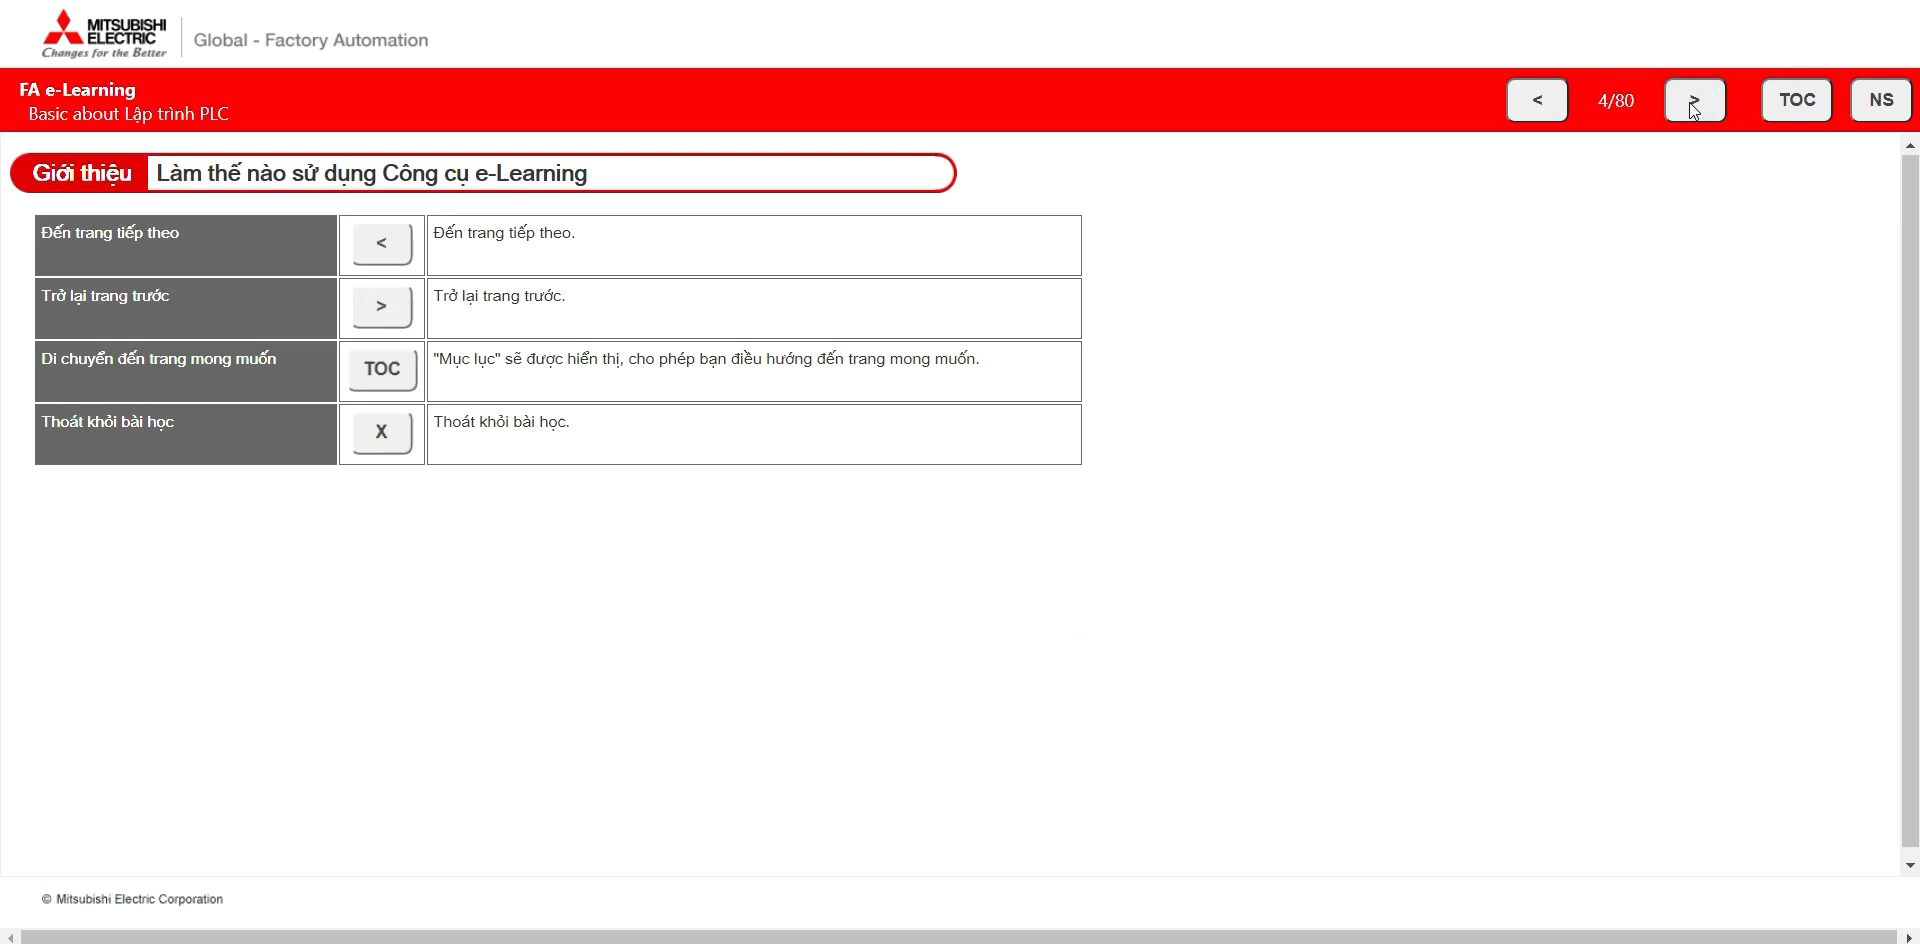 MITSUBISHI
ELECTRIC
Changes for the Better
Global - Factory Automation
FA e-Learning
Basic about Lập trình PLC
< 4/80 > TOC NS
Giới thiệu Làm thế nào sử dụng Công cụ e-Learning
Đến trang tiếp theo < Đến trang tiếp theo.
Trở lại trang trước > Trở lại trang trước.
Di chuyển đến trang mong muốn TOC "Mục lục" sẽ được hiển thị, cho phép bạn điều hướng đến trang mong muốn.
Thoát khỏi bài học X Thoát khỏi bài học.
© Mitsubishi Electric Corporation